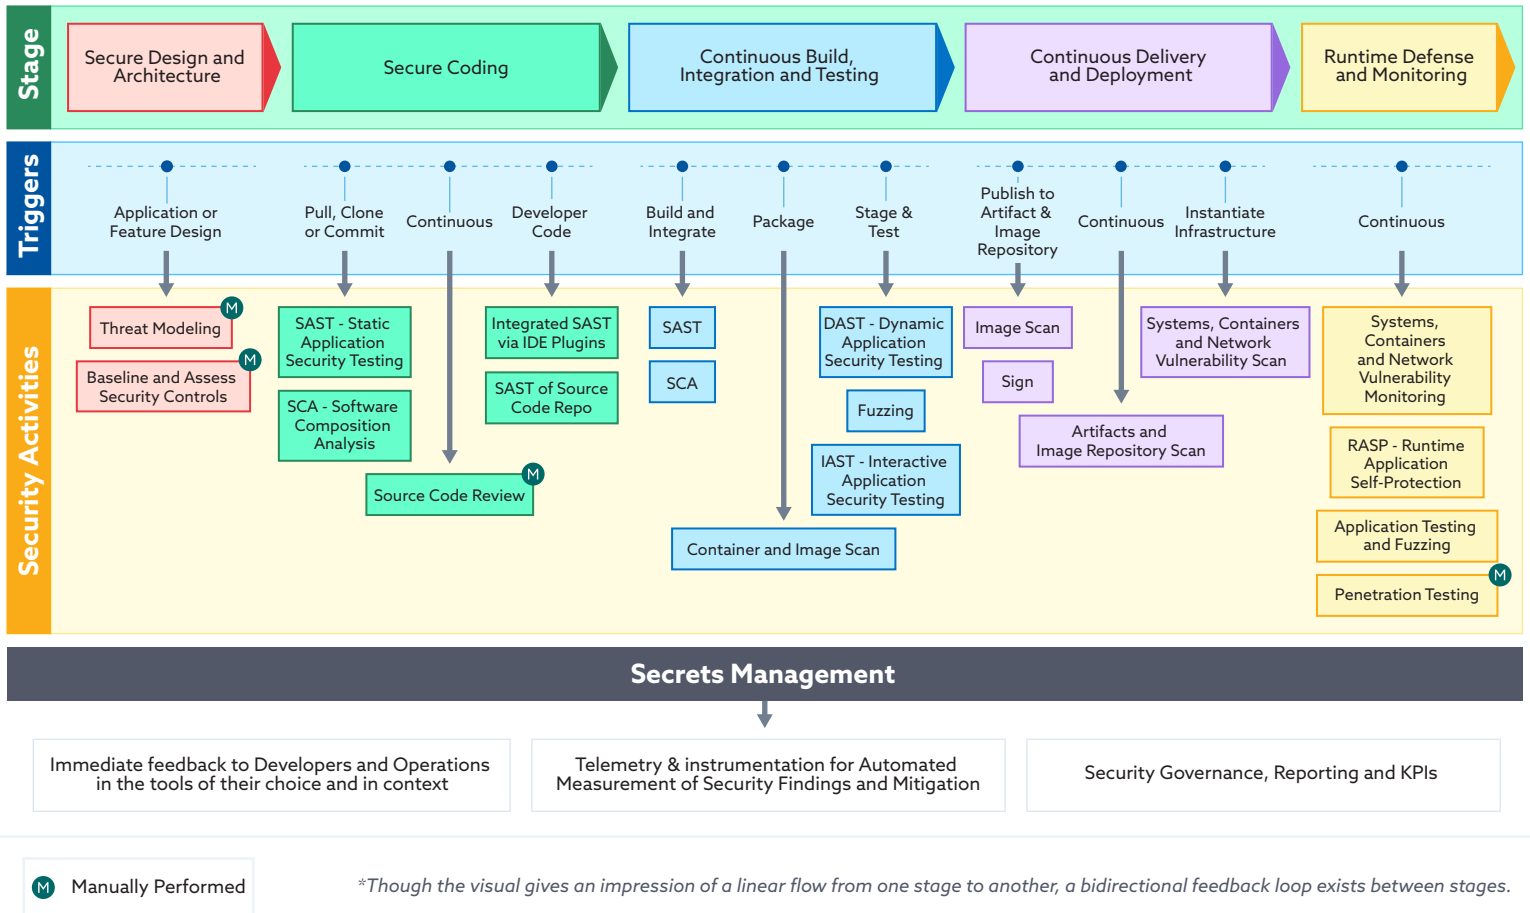 Stage
Secure Design and
Architecture
Secure Coding
Continuous Build,
Integration and Testing
Continuous Delivery
and Deployment
Runtime Defense
and Monitoring
Triggers
Application or
Feature Design
Pull, Clone
or Commit
Continuous
Developer
Code
Build and
Integrate
Package
Stage &
Test
Publish to
Artifact &
Image
Repository
Continuous
Instantiate
Infrastructure
Continuous
Security Activities
Threat Modeling
M
Baseline and Assess
Security Controls
M
SAST - Static
Application
Security Testing
SCA - Software
Composition
Analysis
Source Code Review
M
Integrated SAST
via IDE Plugins
SAST of Source
Code Repo
SAST
SCA
Container and Image Scan
DAST - Dynamic
Application
Security Testing
Fuzzing
IAST - Interactive
Application
Security Testing
Image Scan
Sign
Artifacts and
Image Repository Scan
Systems, Containers
and Network
Vulnerability Scan
Systems,
Containers
and Network
Vulnerability
Monitoring
RASP - Runtime
Application
Self-Protection
Application Testing
and Fuzzing
Penetration Testing
M
Secrets Management
Immediate feedback to Developers and Operations
in the tools of their choice and in context
Telemetry & instrumentation for Automated
Measurement of Security Findings and Mitigation
Security Governance, Reporting and KPIs
M Manually Performed
*Though the visual gives an impression of a linear flow from one stage to another, a bidirectional feedback loop exists between stages.